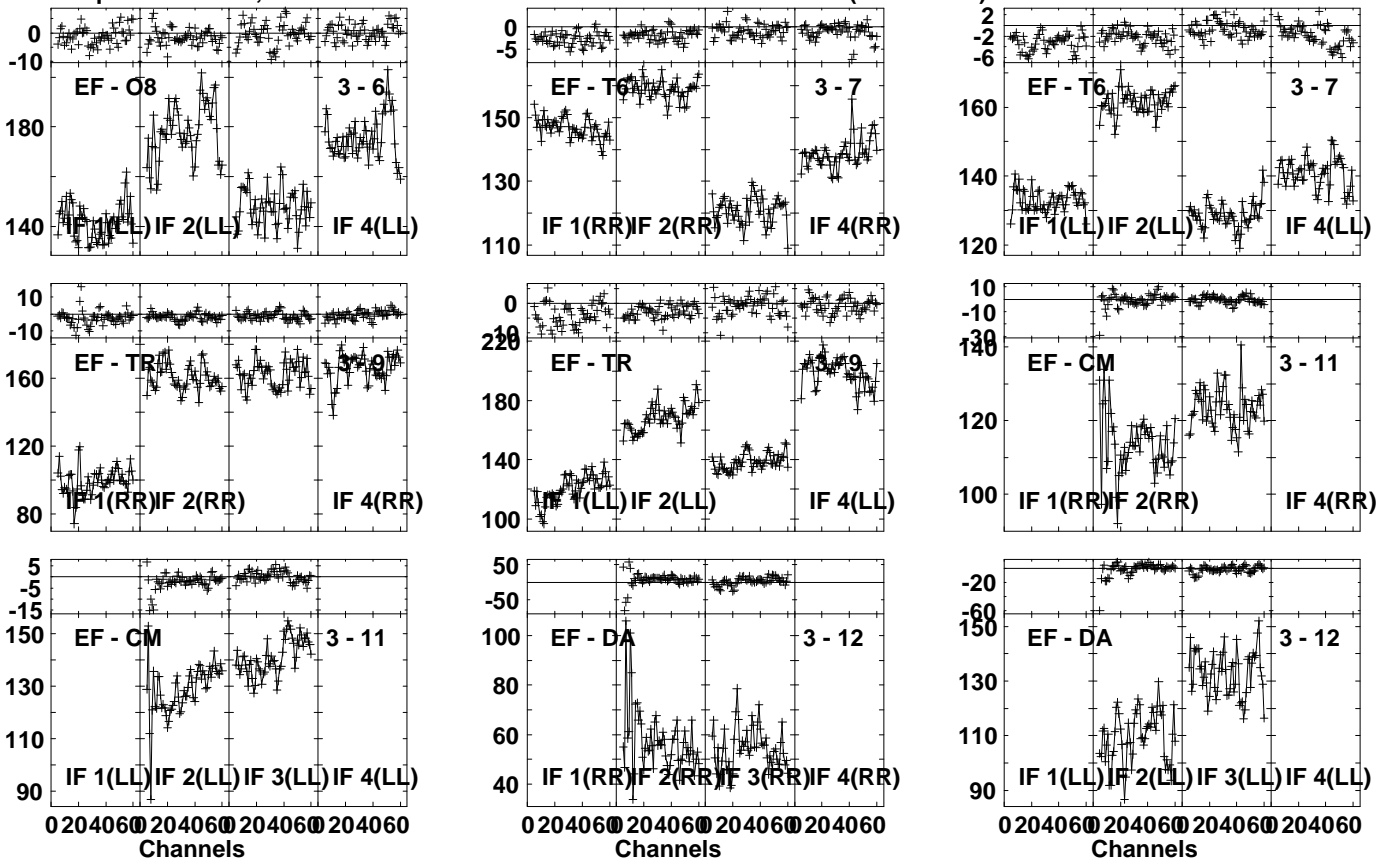 0
-10
EF - O8
3 - 6
180
140
IF 1(LL)
IF 2(LL)
IF 4(LL)
0
-5
EF - T6
3 - 7
150
130
110
IF 1(RR)
IF 2(RR)
IF 4(RR)
2
-2
-6
EF - T6
3 - 7
160
140
120
IF 1(LL)
IF 2(LL)
IF 4(LL)
10
-10
EF - TR
3 - 9
160
120
80
IF 1(RR)
IF 2(RR)
IF 4(RR)
0
-10
220
EF - TR
3 - 9
180
140
100
IF 1(LL)
IF 2(LL)
IF 4(LL)
10
-10
-30
140
EF - CM
3 - 11
120
100
IF 1(RR)
IF 2(RR)
IF 4(RR)
5
-5
-15
150
EF - CM
3 - 11
130
110
90
IF 1(LL)
IF 2(LL)
IF 3(LL)
IF 4(LL)
0 20 40 60 0 20 40 60 0 20 40 60 0 20 40 60
Channels
50
-50
100
EF - DA
3 - 12
80
60
40
IF 1(RR)
IF 2(RR)
IF 3(RR)
IF 4(RR)
0 20 40 60 0 20 40 60 0 20 40 60 0 20 40 60
Channels
-20
-60
150
EF - DA
3 - 12
130
110
90
IF 1(LL)
IF 2(LL)
IF 3(LL)
IF 4(LL)
0 20 40 60 0 20 40 60 0 20 40 60 0 20 40 60
Channels